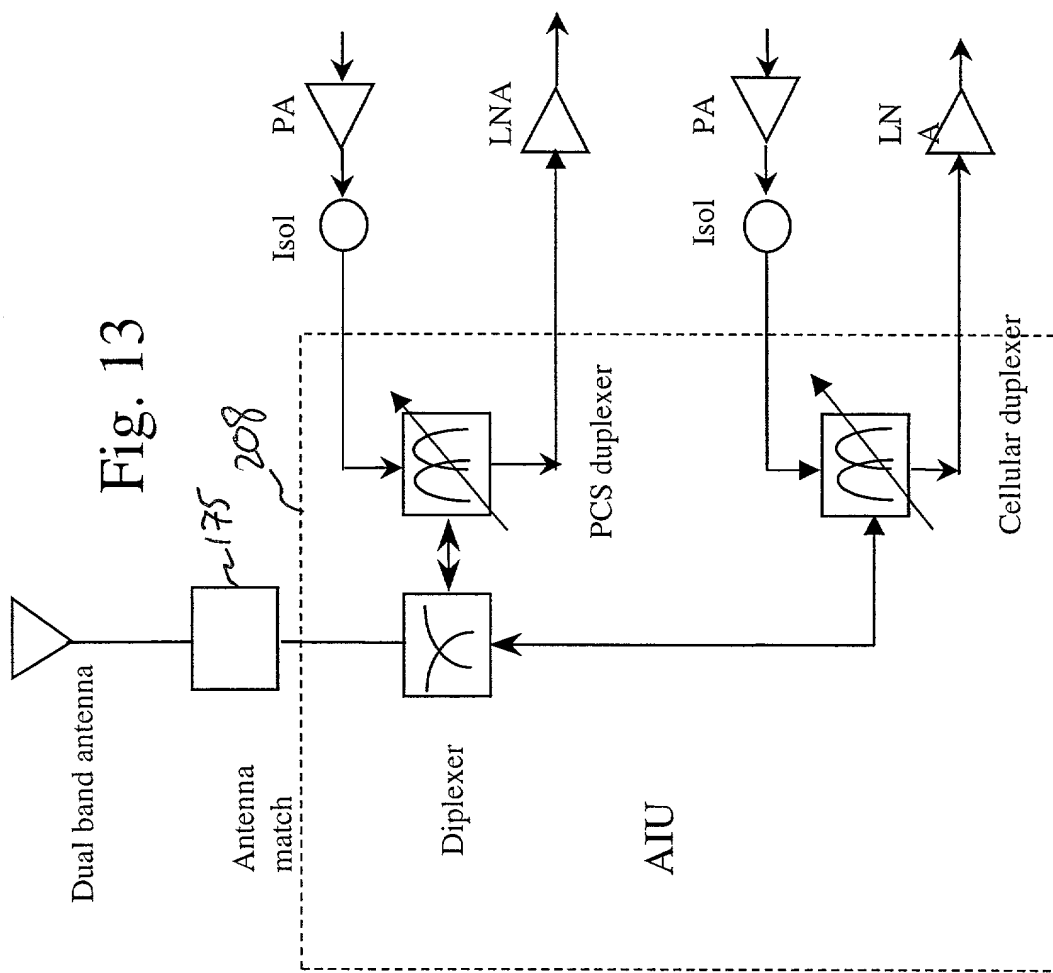 Fig. 13
Dual band antenna
175
Antenna
match
208
Diplexer
AIU
PCS duplexer
Isol
PA
LNA
Cellular duplexer
Isol
PA
LN
A